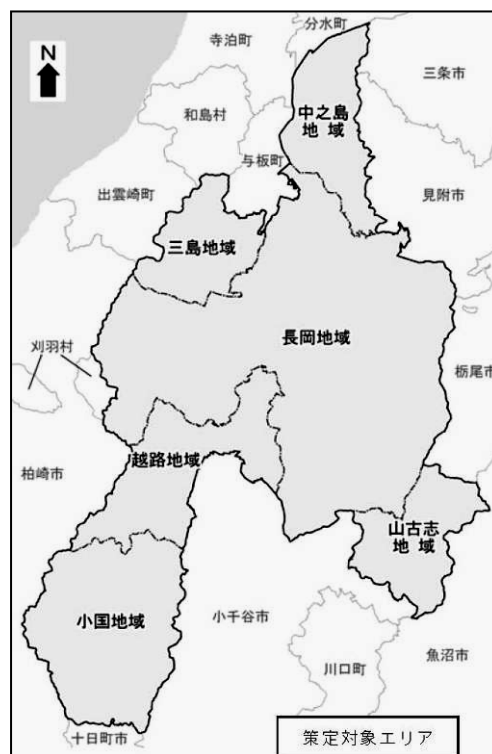 分水町
寺泊町
N
三条市
中之島
地域
和島村
与板町
見附市
出雲崎町
三島地域
長岡地域
刈羽村
栃尾市
越路地域
柏崎市
山古志
地域
小国地域
小千谷市
魚沼市
川口町
十日町市
策定対象エリア